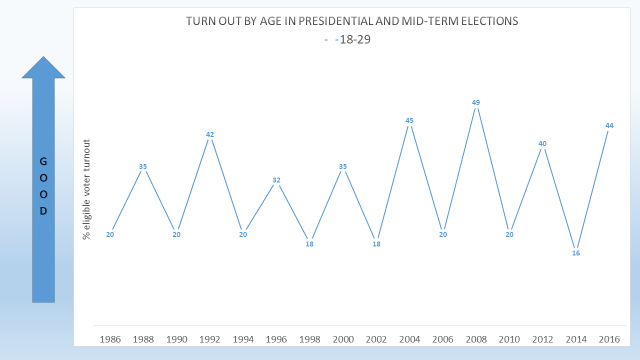 TURN OUT BY AGE IN PRESIDENTIAL AND MID-TERM ELECTIONS
18-29
GOOD
% eligible voter turnout
20 35 20 42 20 32 18 35 18 45 20 49 20 40 16 44
1986 1988 1990 1992 1994 1996 1998 2000 2002 2004 2006 2008 2010 2012 2014 2016